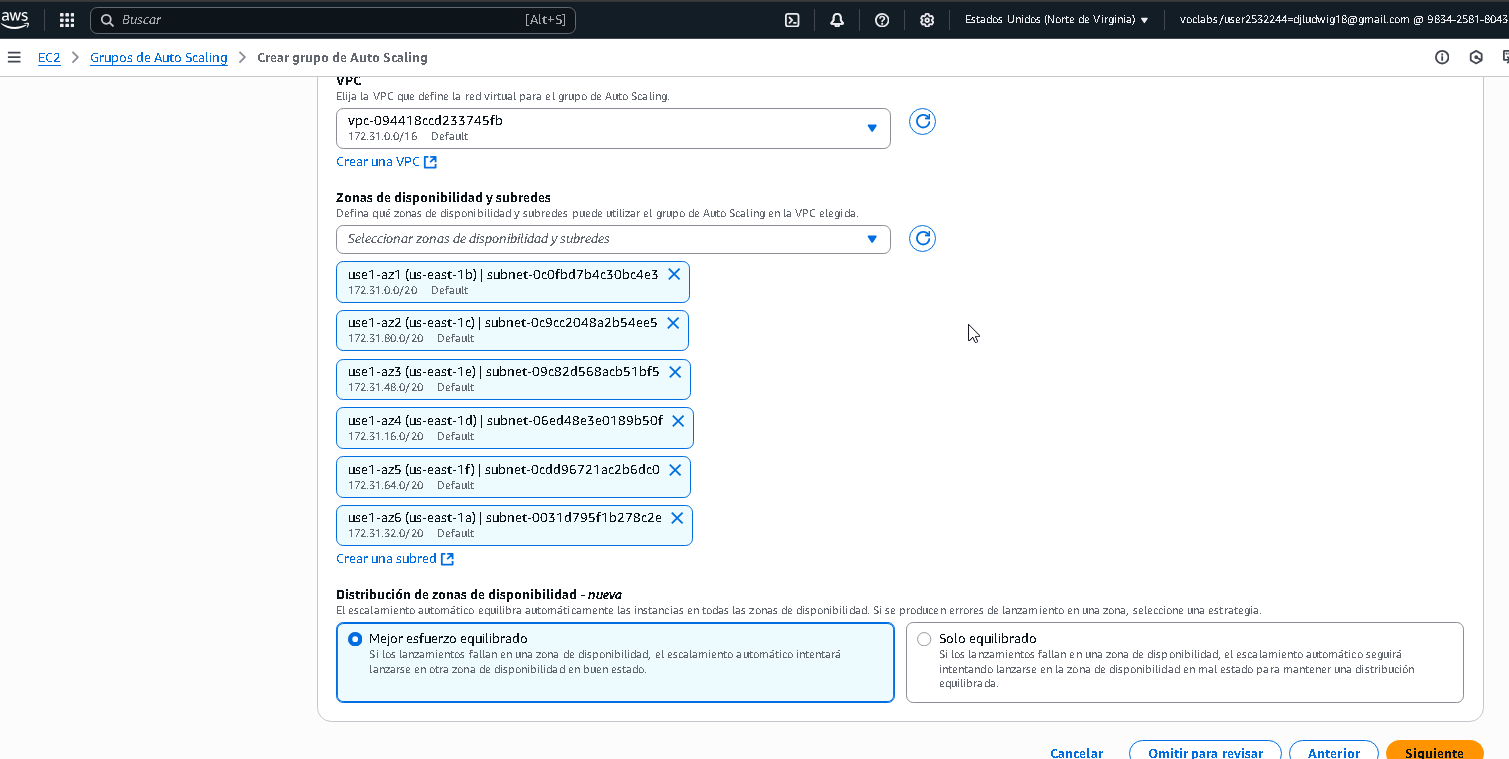 aws
Buscar [Alt+S] Estados Unidos (Norte de Virginia) voclabs/user2532244=djludwig18@gmail.com @ 9834-2581-8043
EC2 > Grupos de Auto Scaling > Crear grupo de Auto Scaling
VPC
Elija la VPC que define la red virtual para el grupo de Auto Scaling.
vpc-094418ccd233745fb
172.31.0.0/16 Default
Crear una VPC
Zonas de disponibilidad y subredes
Defina qué zonas de disponibilidad y subredes puede utilizar el grupo de Auto Scaling en la VPC elegida.
Seleccionar zonas de disponibilidad y subredes
use1-az1 (us-east-1b) | subnet-0c0fbd7b4c30bc4e3
172.31.0.0/20 Default
use1-az2 (us-east-1c) | subnet-0c9cc2048a2b54ee5
172.31.80.0/20 Default
use1-az3 (us-east-1e) | subnet-09c82d568acb51bf5
172.31.48.0/20 Default
use1-az4 (us-east-1d) | subnet-06ed48e3e0189b50f
172.31.16.0/20 Default
use1-az5 (us-east-1f) | subnet-0cdd96721ac2b6dc0
172.31.64.0/20 Default
use1-az6 (us-east-1a) | subnet-0031d795f1b278c2e
172.31.32.0/20 Default
Crear una subred
Distribución de zonas de disponibilidad - nueva
El escalamiento automático equilibra automáticamente las instancias en todas las zonas de disponibilidad. Si se producen errores de lanzamiento en una zona, seleccione una estrategia.
Mejor esfuerzo equilibrado
Si los lanzamientos fallan en una zona de disponibilidad, el escalamiento automático intentará
lanzarse en otra zona de disponibilidad en buen estado.
Solo equilibrado
Si los lanzamientos fallan en una zona de disponibilidad, el escalamiento automático seguirá
intentando lanzarse en la zona de disponibilidad en mal estado para mantener una distribución
equilibrada.
Cancelar Omitir para revisar Anterior Siguiente